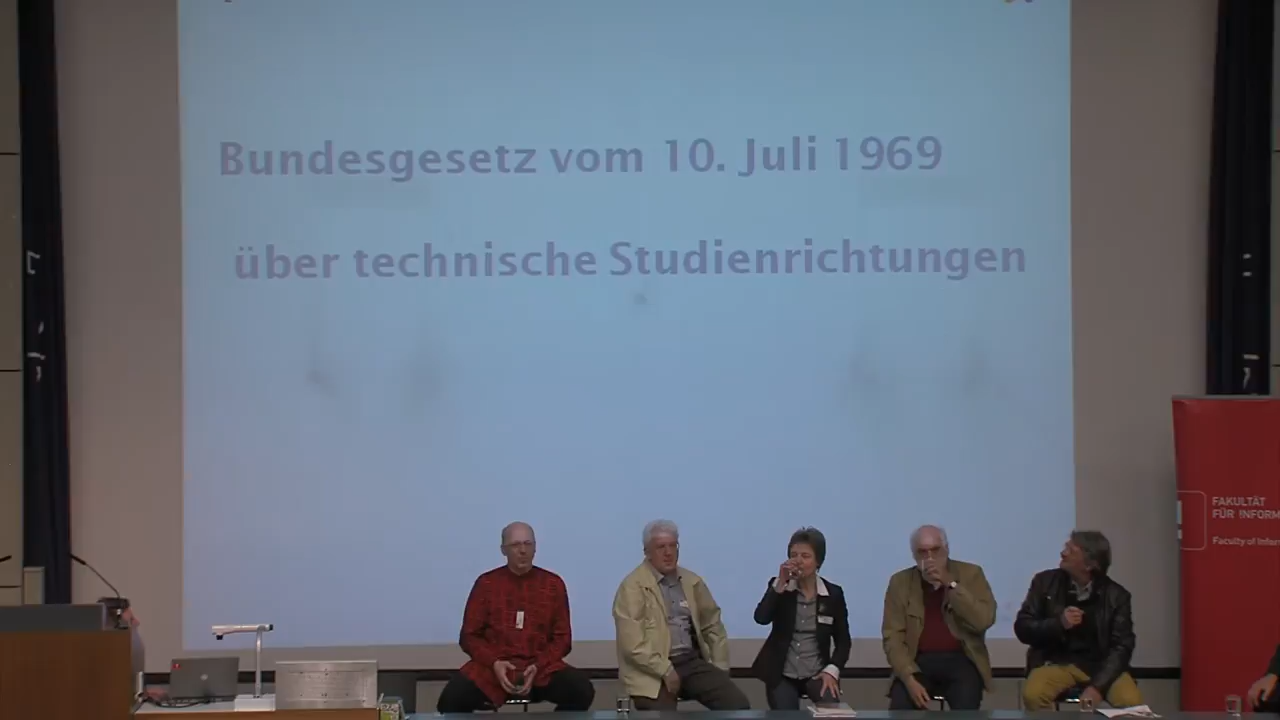 Bundesgesetz vom 10. Juli 1969
über technische Studienrichtungen
FAKULTÄT
FÜR INFORM
Faculty of Infor